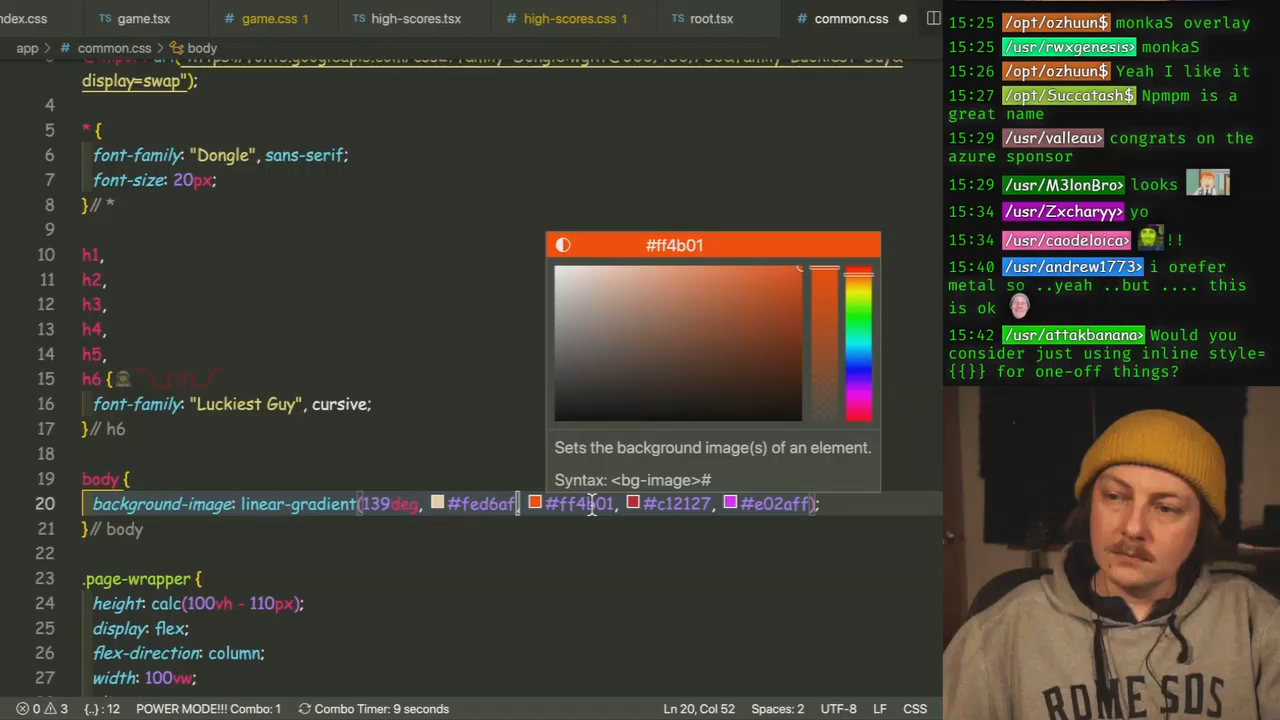 ndex.css
game.tsx
game.css 1
high-scores.tsx
high-scores.css 1
root.tsx
common.css
app > # common.css > body
display=swap");
4
5 * {
6 font-family: "Dongle", sans-serif;
7 font-size: 20px;
8 }// *
9
10 h1,
11 h2,
12 h3,
13 h4,
14 h5,
15 h6 {
16 font-family: "Luckiest Guy", cursive;
17 }// h6
18
19 body {
20 background-image: linear-gradient(139deg, #fed6af #ff4b01, #c12127, #e02aff);
21 }// body
22
23 .page-wrapper {
24 height: calc(100vh - 110px);
25 display: flex;
26 flex-direction: column;
27 width: 100vw;
#ff4b01
Sets the background image(s) of an element.
Syntax: <bg-image>#
0 3 {..} : 12 POWER MODE!!! Combo: 1 Combo Timer: 9 seconds Ln 20, Col 52 Spaces: 2 UTF-8 LF CSS
15:25 /opt/ozhuun$ monkaS overlay
15:25 /usr/rwxgenesis> monkaS
15:26 /opt/ozhuun$ Yeah I like it
15:27 /opt/Succatash$ Npmpm is a
great name
15:29 /usr/valleau> congrats on the
azure sponsor
15:29 /usr/M3lonBro> looks
15:34 /usr/Zxcharyy> yo
15:34 /usr/caodeloica> !!
15:40 /usr/andrew1773> i orefer
metal so ..yeah ..but .... this
is ok
15:42 /usr/attakbanana> Would you
consider just using inline style=
{{}} for one-off things?
ROME SDS